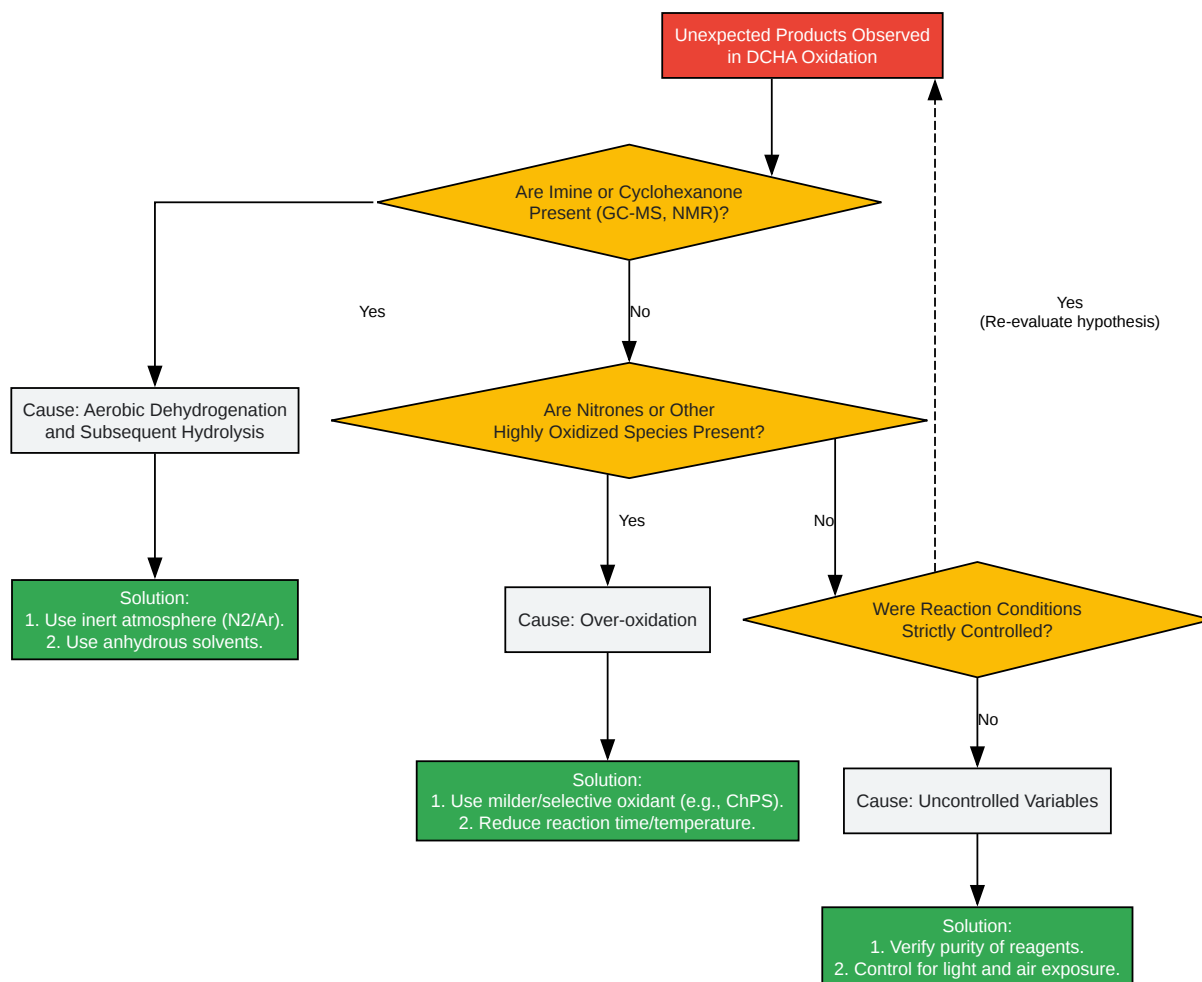 Unexpected Products Observed
in DCHA Oxidation
Are Imine or Cyclohexanone
Present (GC-MS, NMR)?
Yes
No
Yes
(Re-evaluate hypothesis)
Cause: Aerobic Dehydrogenation
and Subsequent Hydrolysis
Are Nitrones or Other
Highly Oxidized Species Present?
Yes
No
Solution:
1. Use inert atmosphere (N2/Ar).
2. Use anhydrous solvents.
Cause: Over-oxidation
Were Reaction Conditions
Strictly Controlled?
No
Solution:
1. Use milder/selective oxidant (e.g., ChPS).
2. Reduce reaction time/temperature.
Cause: Uncontrolled Variables
Solution:
1. Verify purity of reagents.
2. Control for light and air exposure.